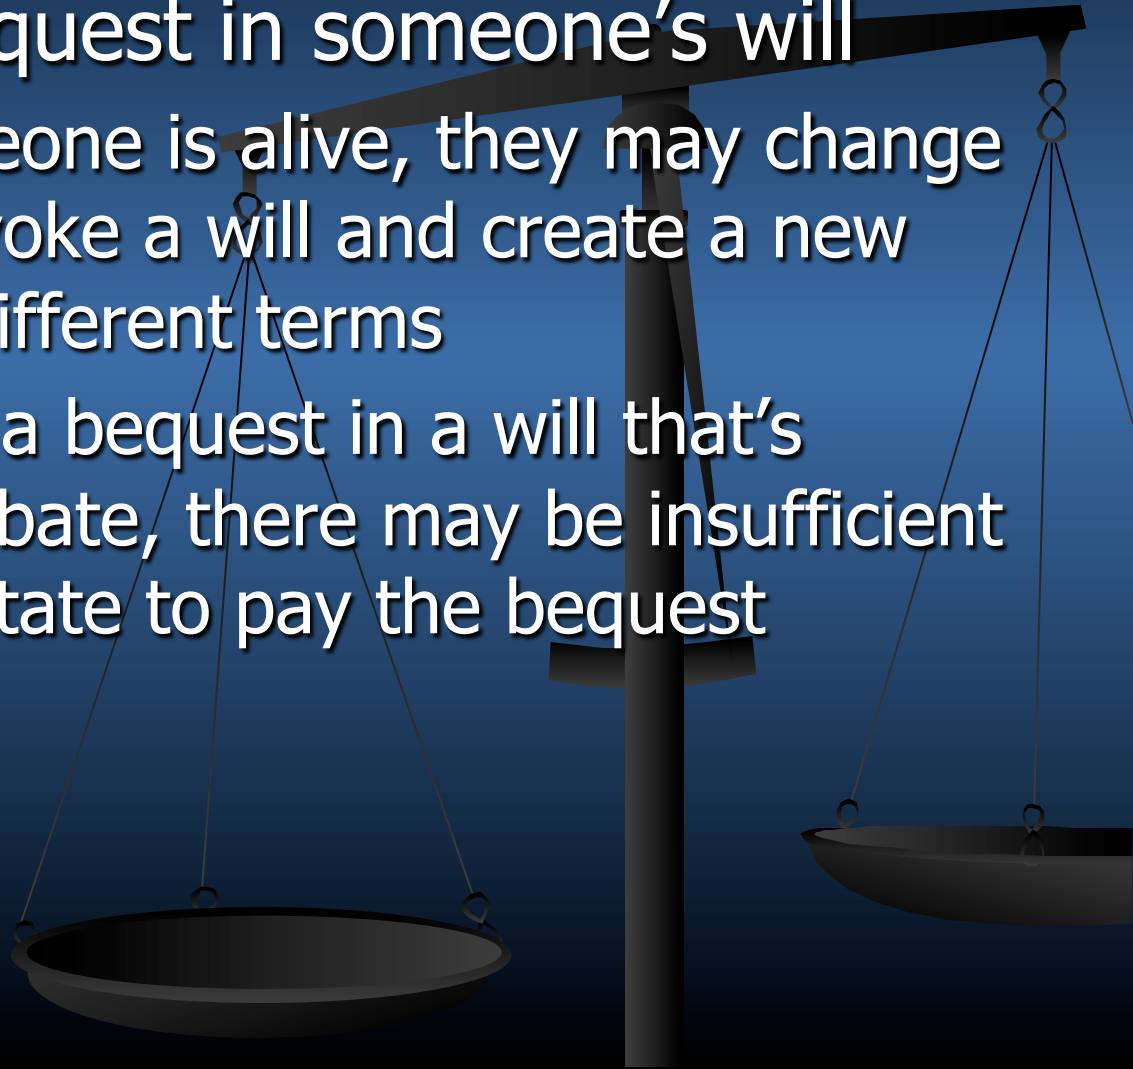 quest in someone’s will
eone is alive, they may change
voke a will and create a new
ifferent terms
a bequest in a will that’s
bate, there may be insufficient
tate to pay the bequest